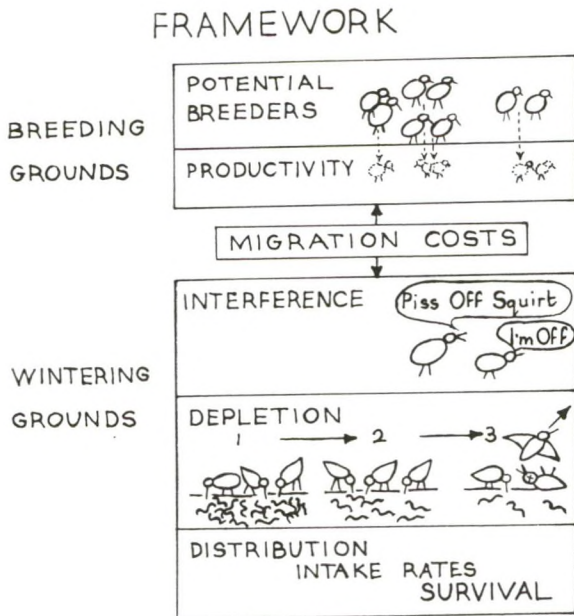 FRAMEWORK
BREEDING
GROUNDS
POTENTIAL
BREEDERS
PRODUCTIVITY
MIGRATION COSTS
WINTERING
GROUNDS
INTERFERENCE
Piss Off Squirt
I'm Off
DEPLETION
1 2 3
DISTRIBUTION
INTAKE RATES
SURVIVAL